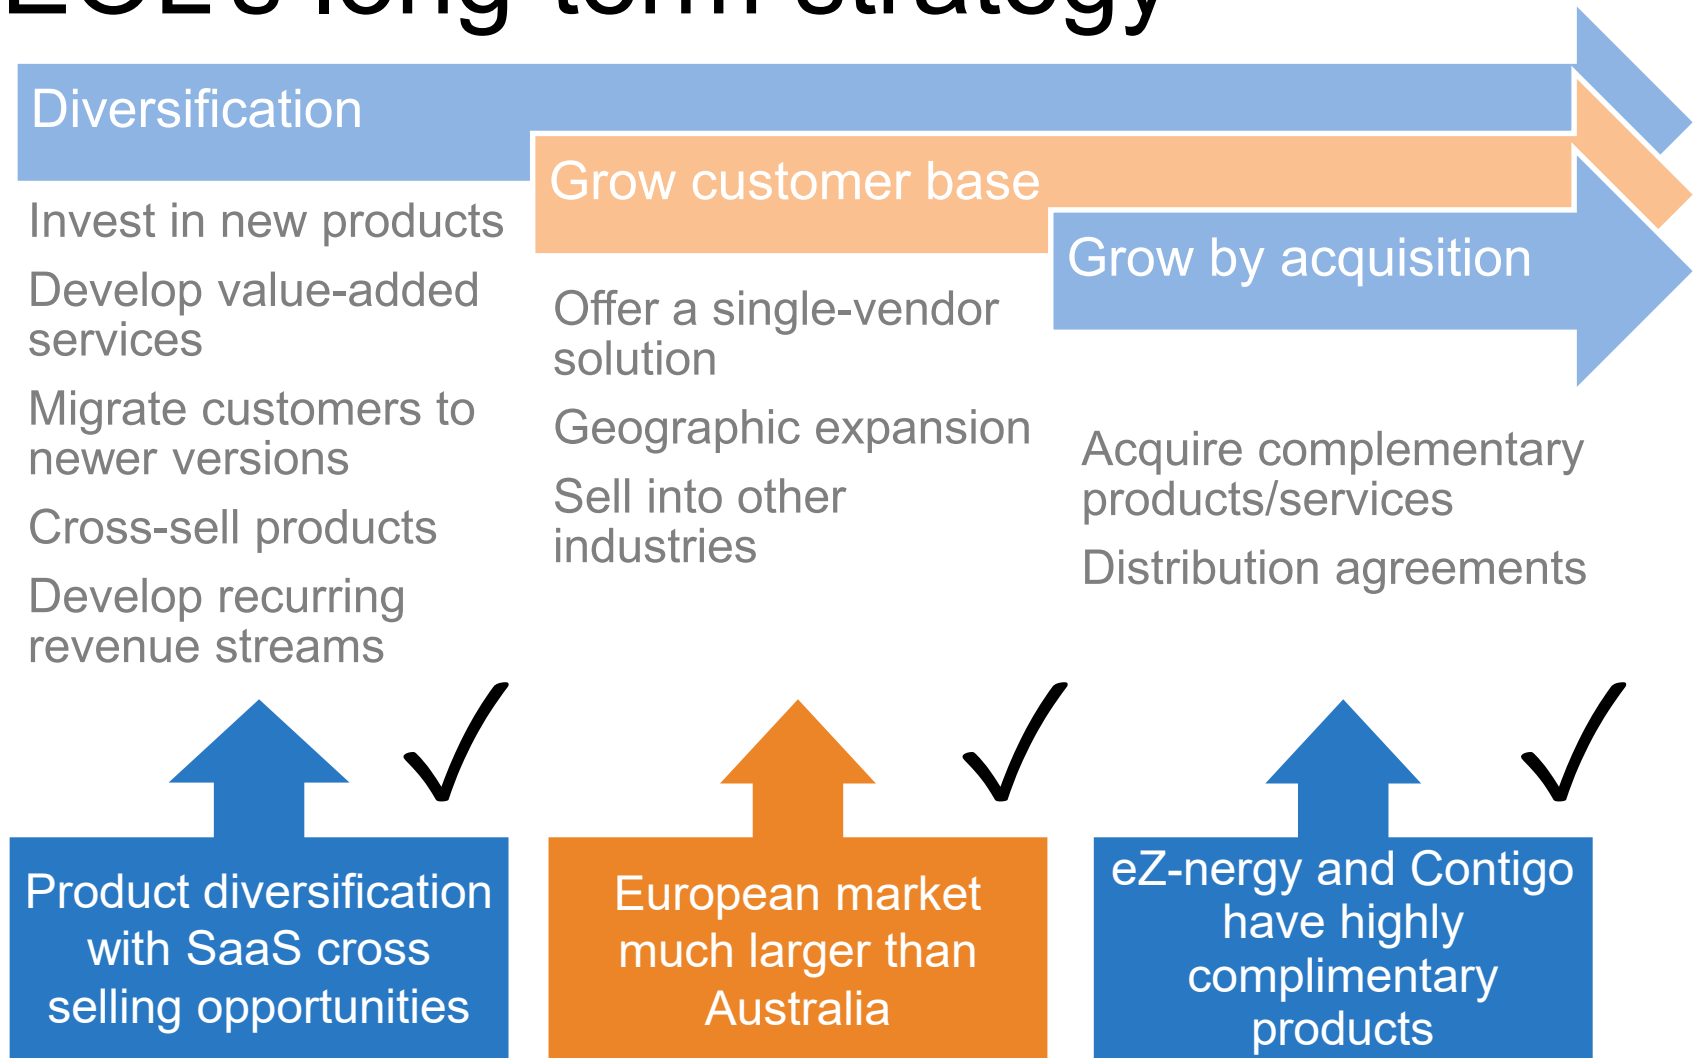 long-term strategy
Diversification
Grow customer base
Grow by acquisition
Invest in new products
Develop value-added
services
Migrate customers to
newer versions
Cross-sell products
Develop recurring
revenue streams
Offer a single-vendor
solution
Geographic expansion
Sell into other
industries
Acquire complementary
products/services
Distribution agreements
Product diversification
with SaaS cross
selling opportunities
European market
much larger than
Australia
eZ-nergy and Contigo
have highly
complimentary
products